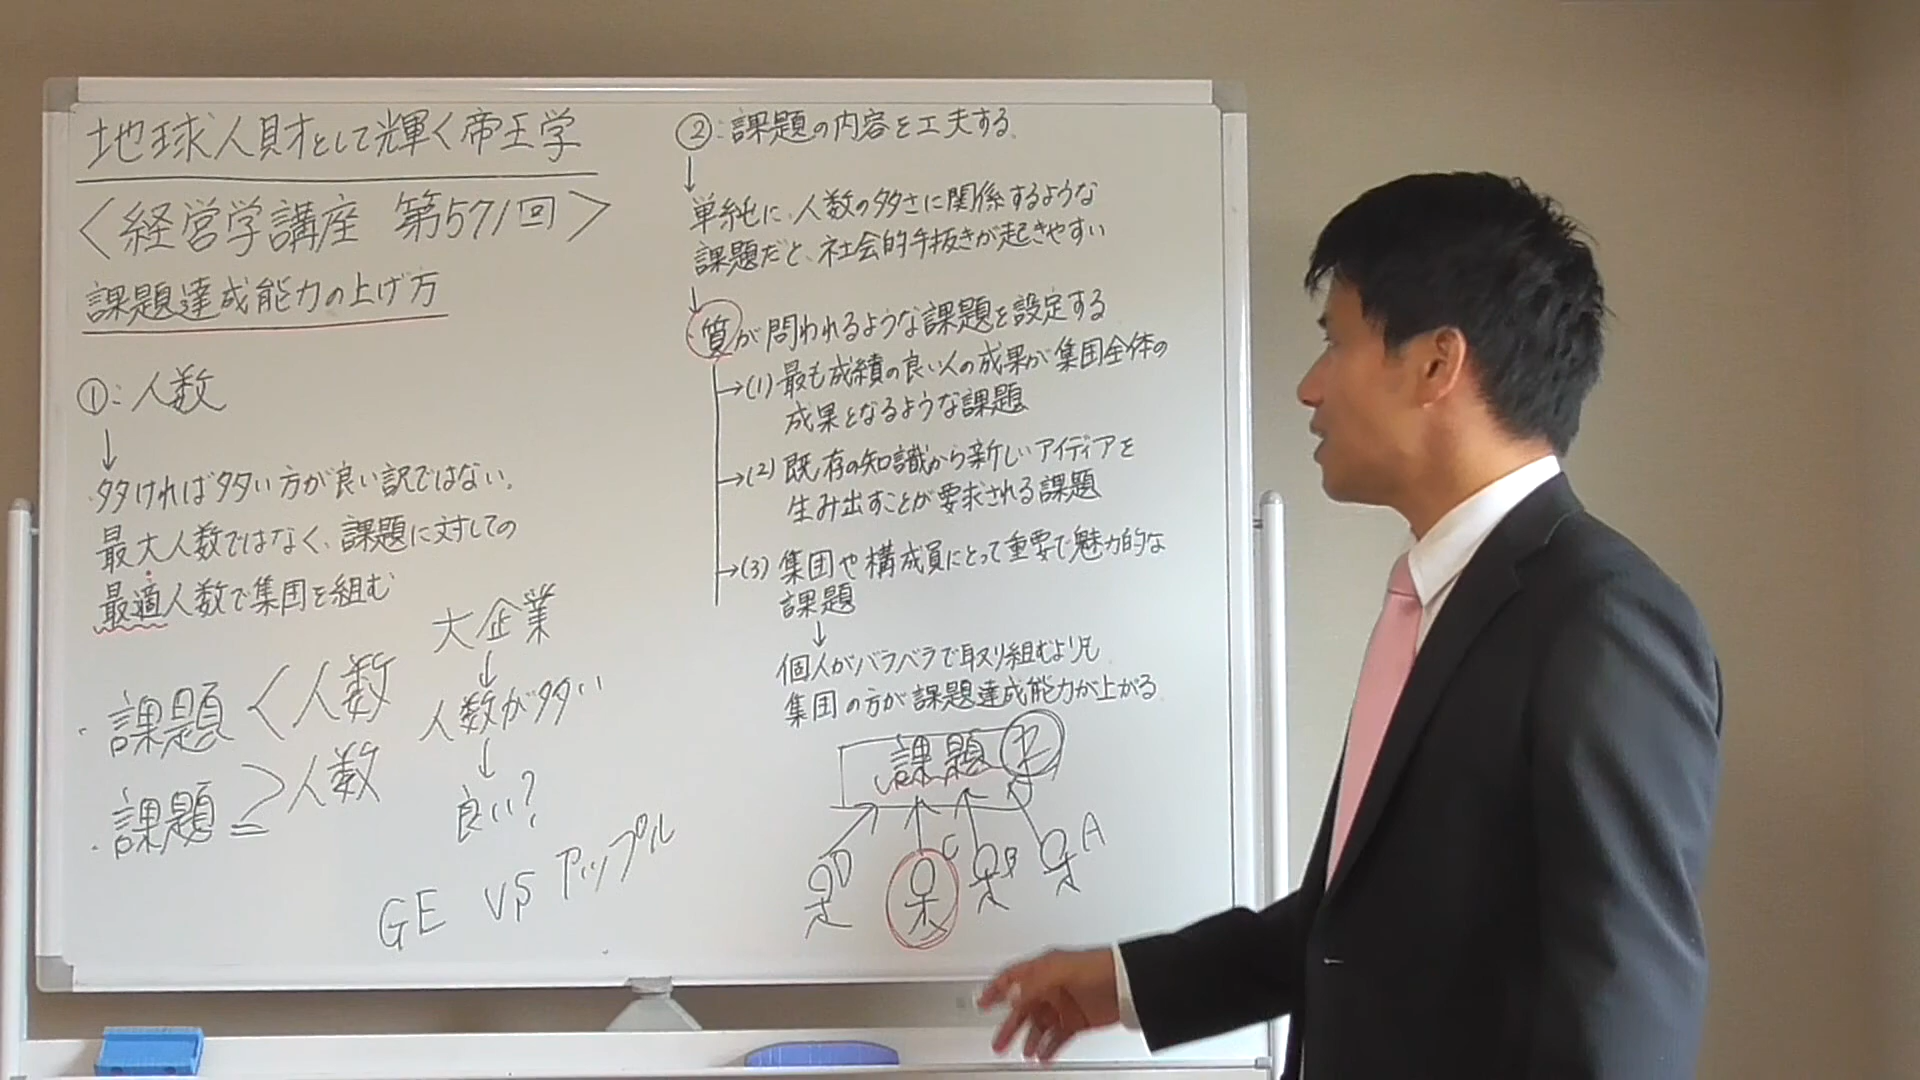 地球人財として輝く帝王学
<経営学講座 第571回>
課題達成能力の上げ方
①:人数
↓
多ければ多い方が良い訳ではない。
最大人数ではなく、課題に対しての
最適人数で集団を組む
・課題<人数
・課題≧人数
大企業
↓
人数が多い
↓
良い?
GE VS アップル
②:課題の内容を工夫する。
↓
単純に、人数の多さに関係するような
課題だと、社会的手抜きが起きやすい
↓
質が問われるような課題を設定する
→(1)最も成績の良い人の成果が集団全体の
成果となるような課題
→(2)既存の知識から新しいアイディアを
生み出すことが要求される課題
→(3)集団や構成員にとって重要で魅力的な
課題
↓
個人がバラバラで取り組むよりも
集団の方が課題達成能力が上がる。
課題
D C B A